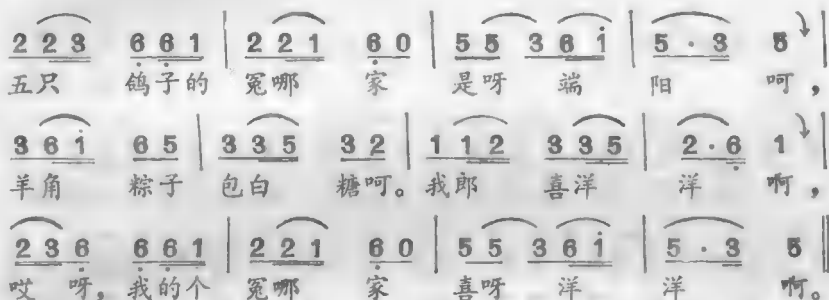 2 2 3 6 6 1 | 2 2 1 6 0 | 5 5 3 6 i | 5 · 3 5 |
五只 鸽子的 冤哪 家 是呀 端 阳 呵，
3 6 i 6 5 | 3 3 5 3 2 | 1 1 2 3 3 5 | 2 · 6 1 |
羊角 粽子 包白 糖呵。我郎 喜洋 洋 啊，
2 3 6 6 6 1 | 2 2 1 6 0 | 5 5 3 6 i | 5 · 3 5 ‖
哎 呀，我的个 冤哪 家 喜呀 洋 洋 啊。